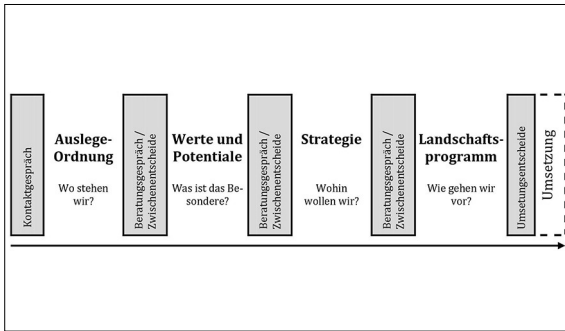 Kontaktgespräch
Auslege-
Ordnung
Wo stehen
wir?
Beratungsgespräch /
Zwischenentscheide
Werte und
Potentiale
Was ist das Be-
sondere?
Beratungsgespräch /
Zwischenentscheide
Strategie
Wohin
wollen wir?
Beratungsgespräch /
Zwischenentscheide
Landschafts-
programm
Wie gehen wir
vor?
Umsetungsentscheide
Umsetzung